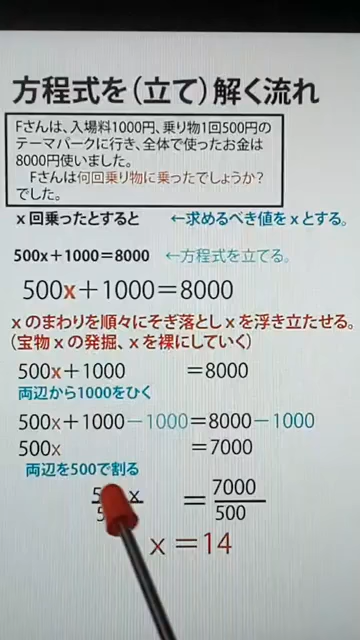 方程式を（立て）解く流れ
Fさんは、入場料1000円、乗り物1回500円の
テーマパークに行き、全体で使ったお金は
8000円使いました。
Fさんは何回乗り物に乗ったでしょうか？
でした。
x回乗ったとすると　←求めるべき値をxとする。
500x＋1000＝8000　←方程式を立てる。
500x＋1000＝8000
xのまわりを順々にそぎ落としxを浮き立たせる。
（宝物xの発掘、xを裸にしていく）
500x＋1000　＝8000
両辺から1000をひく
500x＋1000－1000＝8000－1000
500x　＝7000
両辺を500で割る
x　＝ 7000
500
x＝14